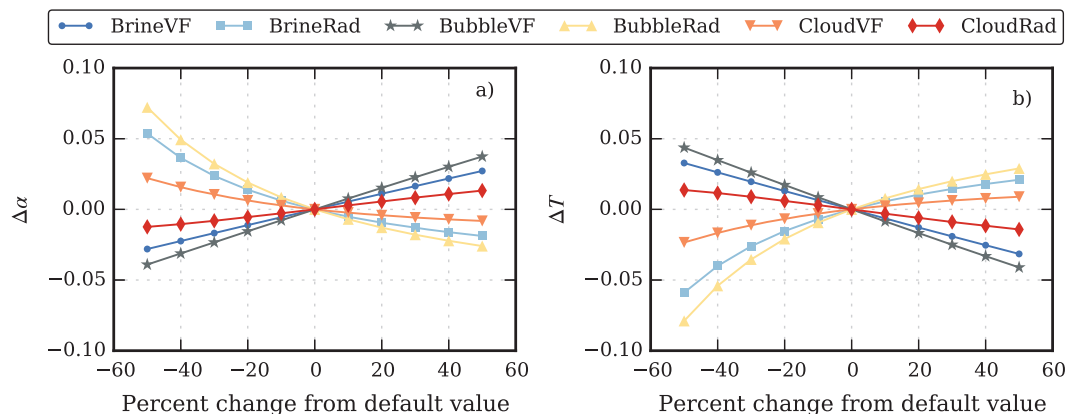 BrineVF BrineRad BubbleVF BubbleRad CloudVF CloudRad
a)
0.10
0.05
0.00
−0.05
−0.10
Δα
−60 −40 −20 0 20 40 60
Percent change from default value
b)
0.10
0.05
0.00
−0.05
−0.10
ΔT
−60 −40 −20 0 20 40 60
Percent change from default value